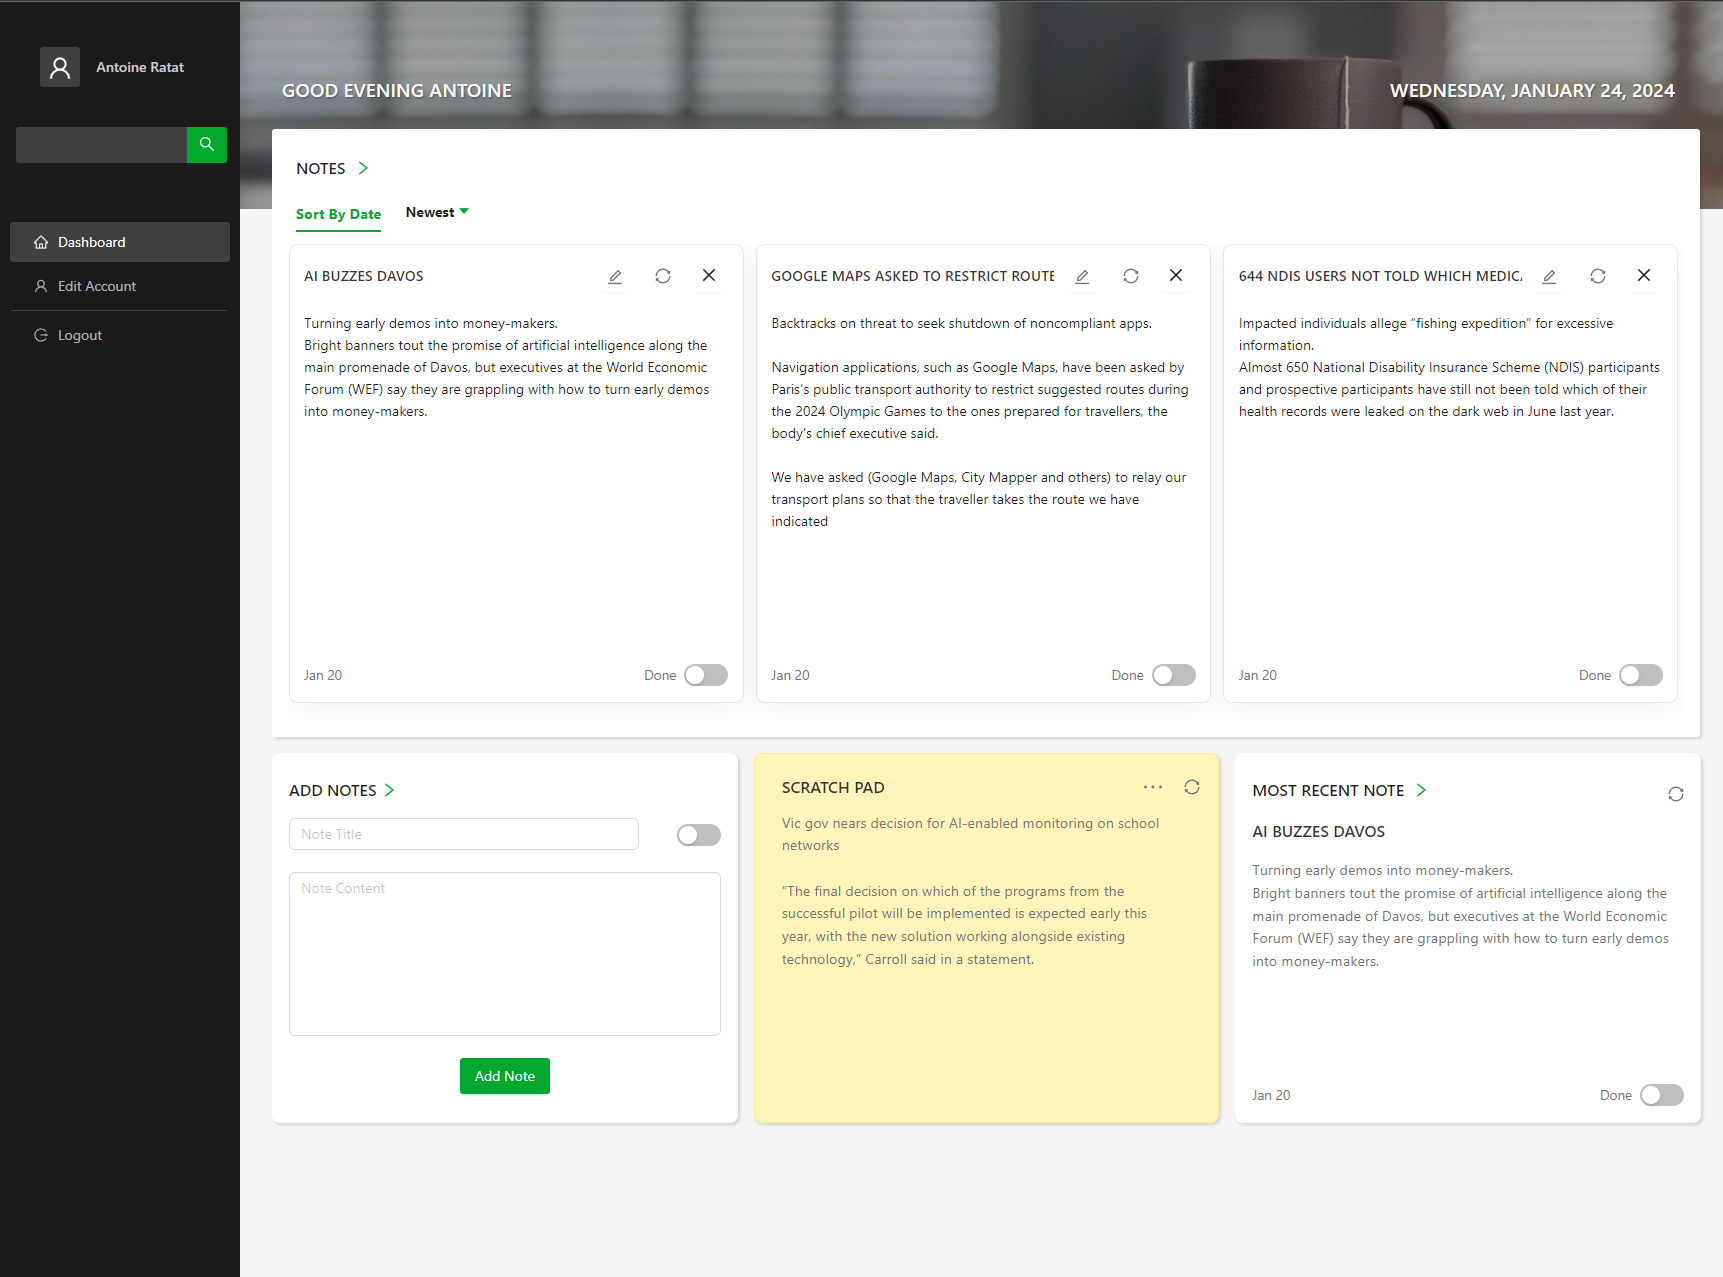 Antoine Ratat
Dashboard
Edit Account
Logout
GOOD EVENING ANTOINE
WEDNESDAY, JANUARY 24, 2024
NOTES
Sort By Date
Newest
AI BUZZES DAVOS
Turning early demos into money-makers.
Bright banners tout the promise of artificial intelligence along the
main promenade of Davos, but executives at the World Economic
Forum (WEF) say they are grappling with how to turn early demos
into money-makers.
Jan 20
Done
GOOGLE MAPS ASKED TO RESTRICT ROUTE
Backtracks on threat to seek shutdown of noncompliant apps.
Navigation applications, such as Google Maps, have been asked by
Paris's public transport authority to restrict suggested routes during
the 2024 Olympic Games to the ones prepared for travellers, the
body's chief executive said.
We have asked (Google Maps, City Mapper and others) to relay our
transport plans so that the traveller takes the route we have
indicated
Jan 20
Done
644 NDIS USERS NOT TOLD WHICH MEDICA
Impacted individuals allege “fishing expedition” for excessive
information.
Almost 650 National Disability Insurance Scheme (NDIS) participants
and prospective participants have still not been told which of their
health records were leaked on the dark web in June last year.
Jan 20
Done
ADD NOTES
Note Title
Note Content
Add Note
SCRATCH PAD
Vic gov nears decision for AI-enabled monitoring on school
networks
“The final decision on which of the programs from the
successful pilot will be implemented is expected early this
year, with the new solution working alongside existing
technology,” Carroll said in a statement.
MOST RECENT NOTE
AI BUZZES DAVOS
Turning early demos into money-makers.
Bright banners tout the promise of artificial intelligence along the
main promenade of Davos, but executives at the World Economic
Forum (WEF) say they are grappling with how to turn early demos
into money-makers.
Jan 20
Done